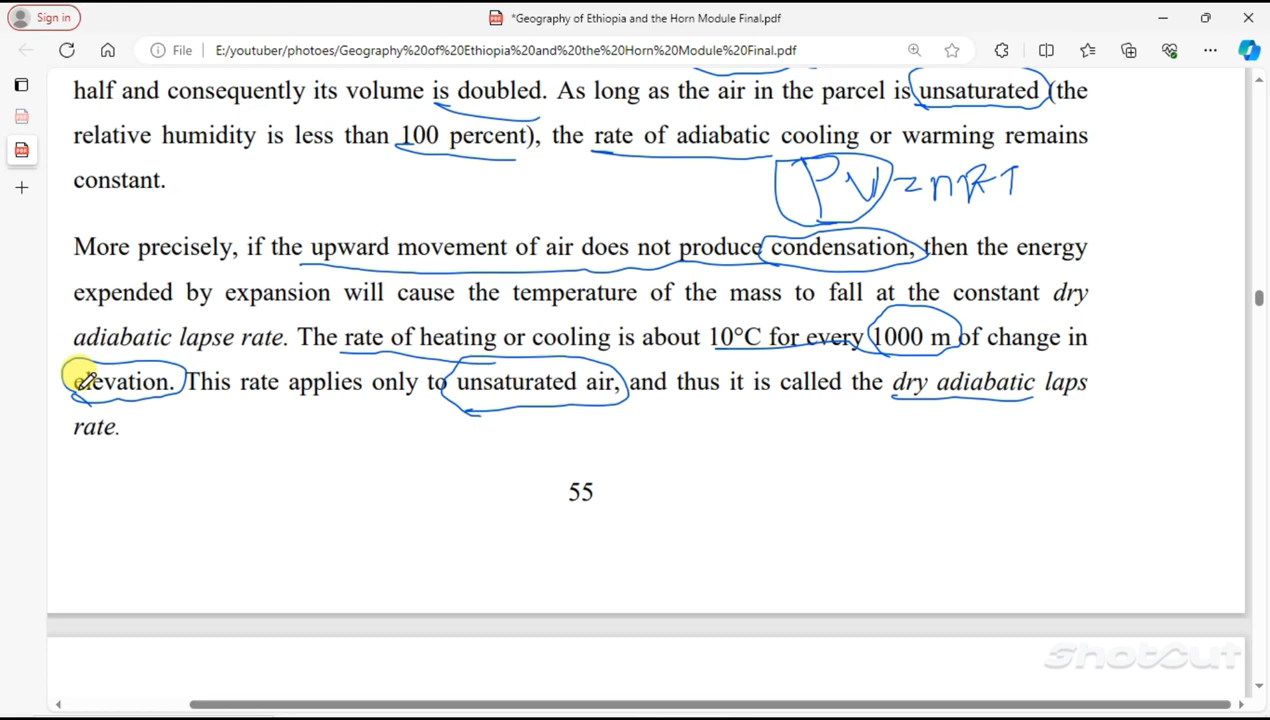 Sign in
*Geography of Ethiopia and the Horn Module Final.pdf
File
E:/youtuber/photoes/Geography%20of%20Ethiopia%20and%20the%20Horn%20Module%20Final.pdf
half and consequently its volume is doubled. As long as the air in the parcel is unsaturated (the
relative humidity is less than 100 percent), the rate of adiabatic cooling or warming remains
constant.
PV=nRT
More precisely, if the upward movement of air does not produce condensation, then the energy
expended by expansion will cause the temperature of the mass to fall at the constant dry
adiabatic lapse rate. The rate of heating or cooling is about 10°C for every 1000 m of change in
elevation. This rate applies only to unsaturated air, and thus it is called the dry adiabatic laps
rate.
55
Shotcut